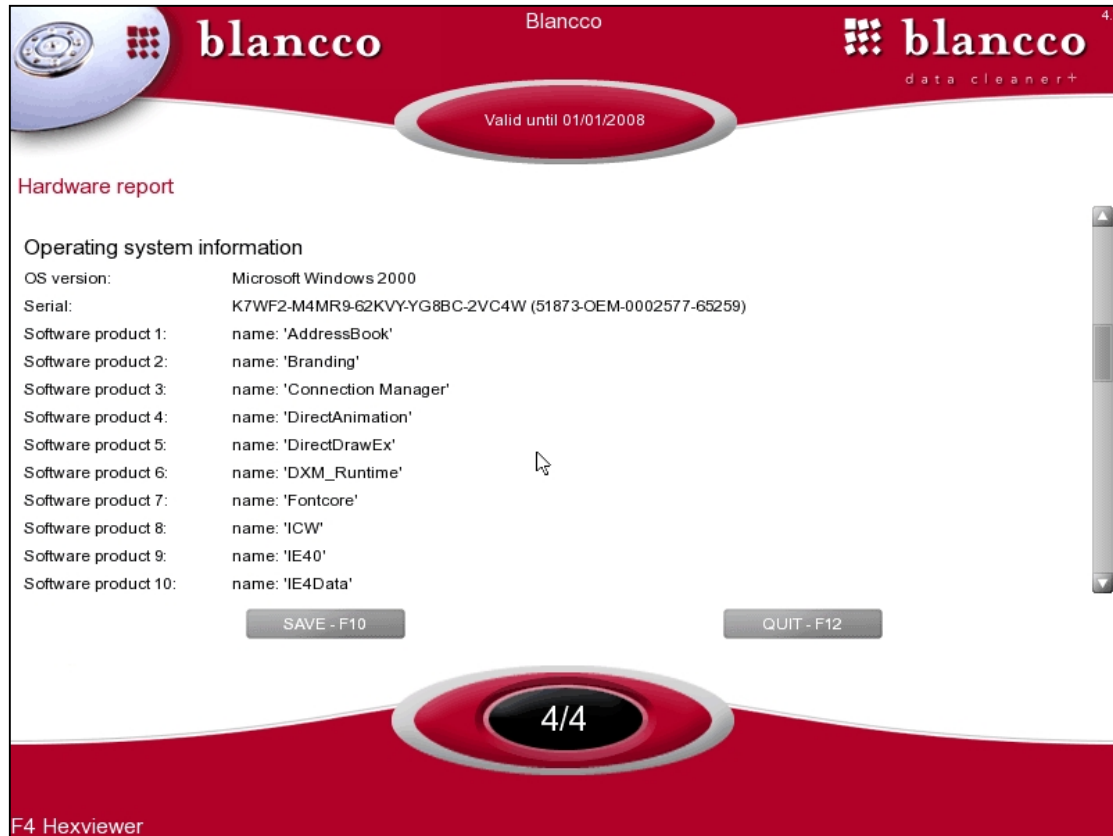 blancco
Blancco
4.
blancco
data cleaner+
Valid until 01/01/2008
Hardware report
Operating system information
OS version: Microsoft Windows 2000
Serial: K7WF2-M4MR9-62KVY-YG8BC-2VC4W (51873-OEM-0002577-65259)
Software product 1: name: 'AddressBook'
Software product 2: name: 'Branding'
Software product 3: name: 'Connection Manager'
Software product 4: name: 'DirectAnimation'
Software product 5: name: 'DirectDrawEx'
Software product 6: name: 'DXM_Runtime'
Software product 7: name: 'Fontcore'
Software product 8: name: 'ICW'
Software product 9: name: 'IE40'
Software product 10: name: 'IE4Data'
SAVE - F10 QUIT - F12
4/4
F4 Hexviewer